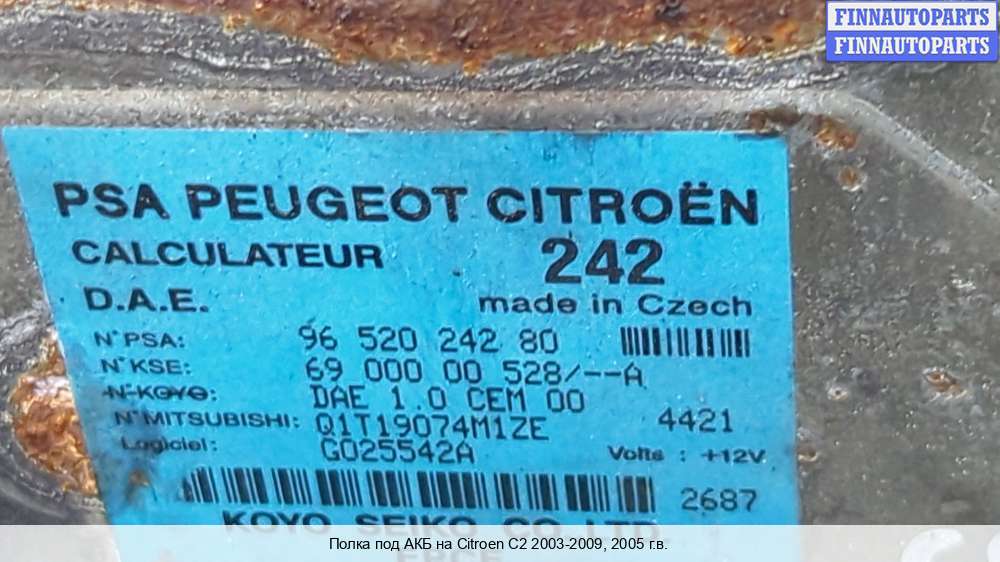 FINNAUTOPARTS
FINNAUTOPARTS
PSA PEUGEOT CITROËN
CALCULATEUR 242
D.A.E. made in Czech
N°PSA: 96 520 242 80
N°KSE: 69 000 00 528/--A
N°KOYO: DAE 1.0 CEM 00
N°MITSUBISHI: Q1T19074M1ZE 4421
Logiciel: G025542A Volts : +12V
2687
KOYO SEIKO CO LTD
Полка под АКБ на Citroen C2 2003-2009, 2005 г.в.